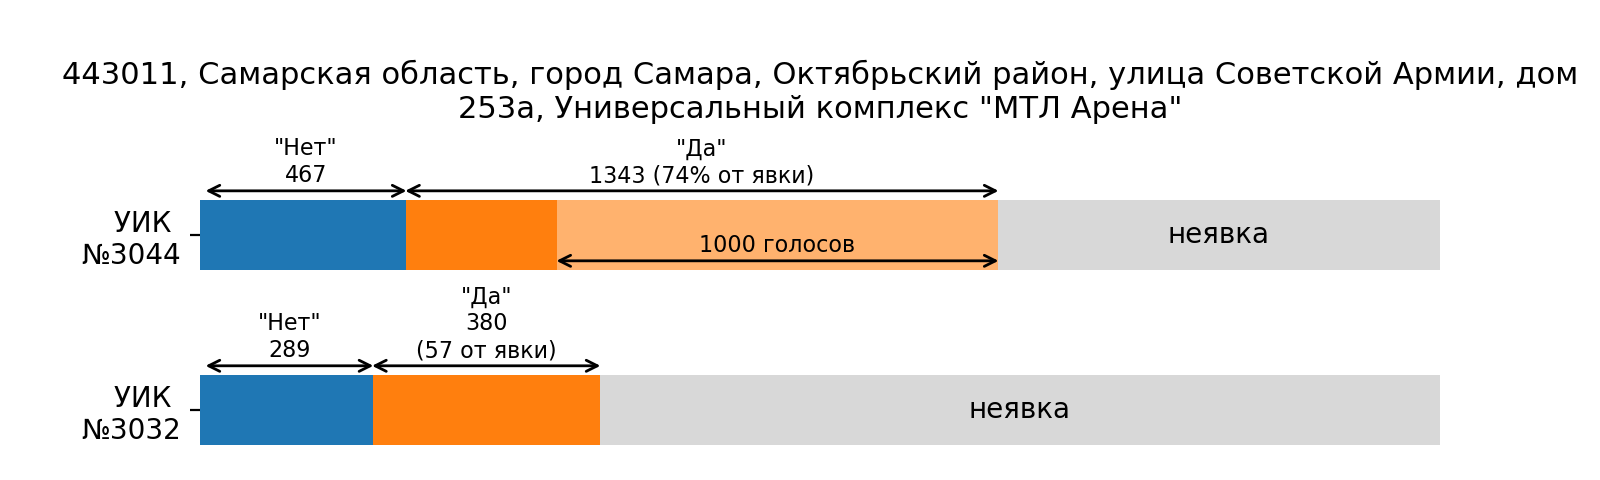 443011, Самарская область, город Самара, Октябрьский район, улица Советской Армии, дом
253а, Универсальный комплекс "МТЛ Арена"
"Нет"
467
"Да"
1343 (74% от явки)
УИК
№3044
1000 голосов
неявка
"Нет"
289
"Да"
380
(57 от явки)
УИК
№3032
неявка